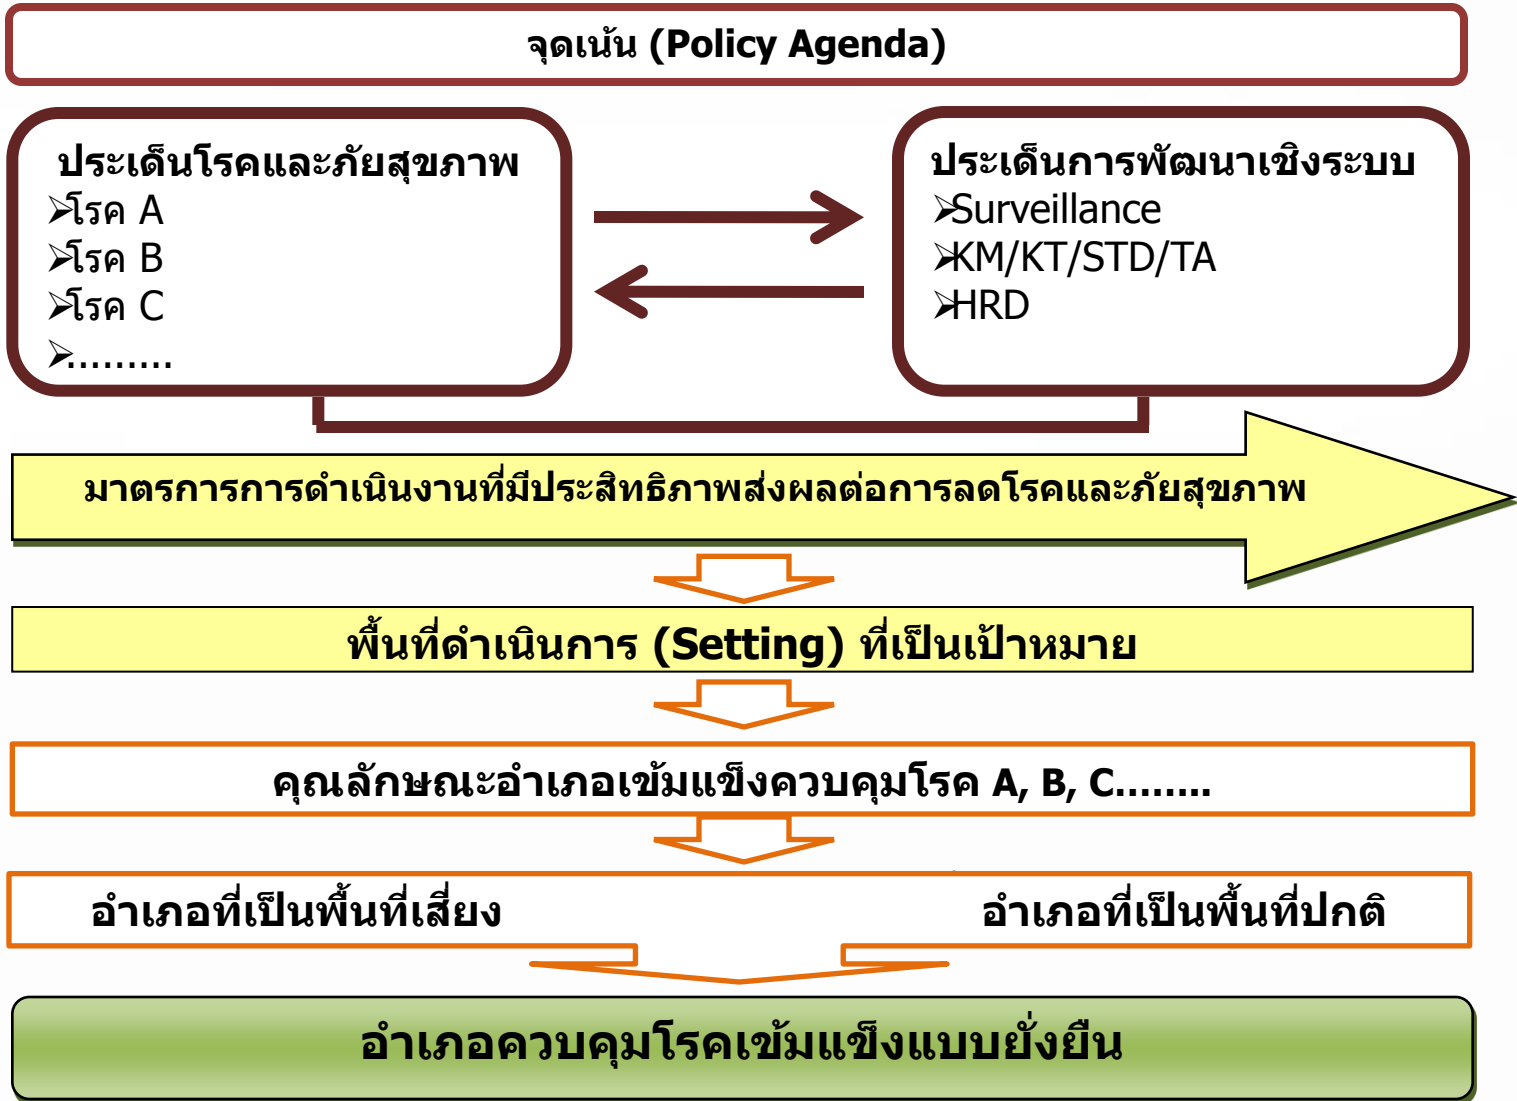 จุดเน้น (Policy Agenda)
ประเด็นโรคและภัยสุขภาพ
➢โรค A
➢โรค B
➢โรค C
➢.........
ประเด็นการพัฒนาเชิงระบบ
➢Surveillance
➢KM/KT/STD/TA
➢HRD
มาตรการการดำเนินงานที่มีประสิทธิภาพส่งผลต่อการลดโรคและภัยสุขภาพ
พื้นที่ดำเนินการ (Setting) ที่เป็นเป้าหมาย
คุณลักษณะอำเภอเข้มแข็งควบคุมโรค A, B, C........
อำเภอที่เป็นพื้นที่เสี่ยง
อำเภอที่เป็นพื้นที่ปกติ
อำเภอควบคุมโรคเข้มแข็งแบบยั่งยืน